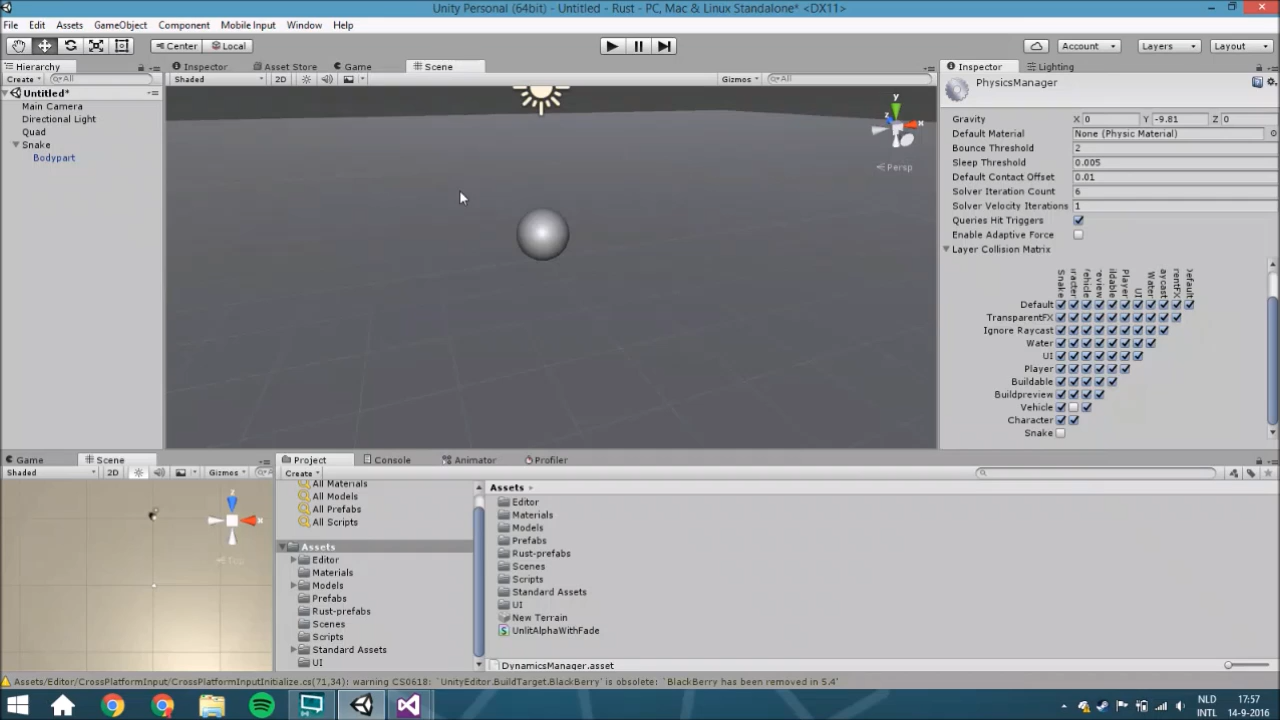 Unity Personal (64bit) - Untitled - Rust - PC, Mac & Linux Standalone* <DX11>
File Edit Assets GameObject Component Mobile Input Window Help
Center Local Account Layers Layout
Hierarchy Inspector Asset Store Game Scene Inspector Lighting
Create All Shaded 2D Gizmos All
PhysicsManager
Untitled*
Main Camera
Directional Light
Quad
Snake
Bodypart
y
x
z
Persp
Gravity X 0 Y -9.81 Z 0
Default Material None (Physic Material)
Bounce Threshold 2
Sleep Threshold 0.005
Default Contact Offset 0.01
Solver Iteration Count 6
Solver Velocity Iterations 1
Queries Hit Triggers
Enable Adaptive Force
Layer Collision Matrix
Snake Player UI Water
Default
TransparentFX
Ignore Raycast
Water
UI
Player
Buildable
Buildpreview
Vehicle
Character
Snake
Game Scene Project Console Animator Profiler
Shaded 2D Gizmos Create
All Materials
All Models
All Prefabs
All Scripts
Assets
Editor
Materials
Models
Prefabs
Rust-prefabs
Scenes
Scripts
Standard Assets
UI
z
x
Top
Assets
Editor
Materials
Models
Prefabs
Rust-prefabs
Scenes
Scripts
Standard Assets
UI
New Terrain
UnlitAlphaWithFade
DynamicsManager.asset
Assets/Editor/CrossPlatformInput/CrossPlatformInputInitialize.cs(71,34): warning CS0618: `UnityEditor.BuildTarget.BlackBerry' is obsolete: `BlackBerry has been removed in 5.4'
NLD 17:57
INTL 14-9-2016